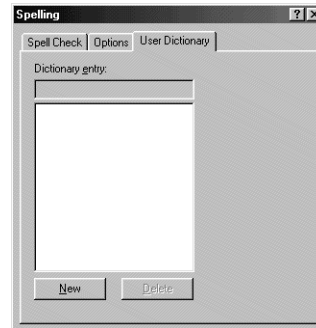 Spelling
Spell Check Options User Dictionary
Dictionary entry:
New Delete